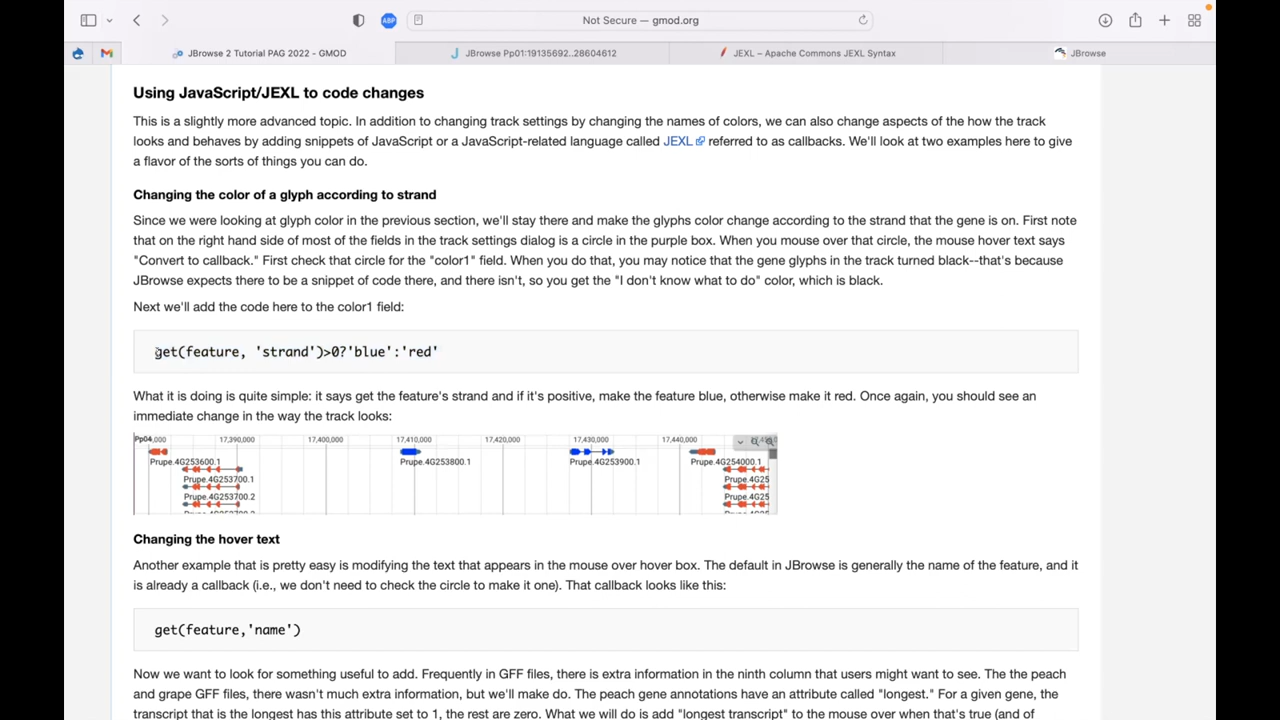 Not Secure — gmod.org
ABP
JBrowse 2 Tutorial PAG 2022 - GMOD
JBrowse Pp01:19135692..28604612
JEXL – Apache Commons JEXL Syntax
JBrowse
Using JavaScript/JEXL to code changes
This is a slightly more advanced topic. In addition to changing track settings by changing the names of colors, we can also change aspects of the how the track
looks and behaves by adding snippets of JavaScript or a JavaScript-related language called JEXL referred to as callbacks. We'll look at two examples here to give
a flavor of the sorts of things you can do.
Changing the color of a glyph according to strand
Since we were looking at glyph color in the previous section, we'll stay there and make the glyphs color change according to the strand that the gene is on. First note
that on the right hand side of most of the fields in the track settings dialog is a circle in the purple box. When you mouse over that circle, the mouse hover text says
"Convert to callback." First check that circle for the "color1" field. When you do that, you may notice that the gene glyphs in the track turned black--that's because
JBrowse expects there to be a snippet of code there, and there isn't, so you get the "I don't know what to do" color, which is black.
Next we'll add the code here to the color1 field:
get(feature, 'strand')>0?'blue':'red'
What it is doing is quite simple: it says get the feature's strand and if it's positive, make the feature blue, otherwise make it red. Once again, you should see an
immediate change in the way the track looks:
Pp04,000 17,390,000 17,400,000 17,410,000 17,420,000 17,430,000 17,440,000
Prupe.4G253600.1 Prupe.4G253800.1 Prupe.4G253900.1 Prupe.4G254000.1
Prupe.4G253700.1 Prupe.4G25
Prupe.4G253700.2 Prupe.4G25
Changing the hover text
Another example that is pretty easy is modifying the text that appears in the mouse over hover box. The default in JBrowse is generally the name of the feature, and it
is already a callback (i.e., we don't need to check the circle to make it one). That callback looks like this:
get(feature,'name')
Now we want to look for something useful to add. Frequently in GFF files, there is extra information in the ninth column that users might want to see. The the peach
and grape GFF files, there wasn't much extra information, but we'll make do. The peach gene annotations have an attribute called "longest." For a given gene, the
transcript that is the longest has this attribute set to 1, the rest are zero. What we will do is add "longest transcript" to the mouse over when that's true (and of